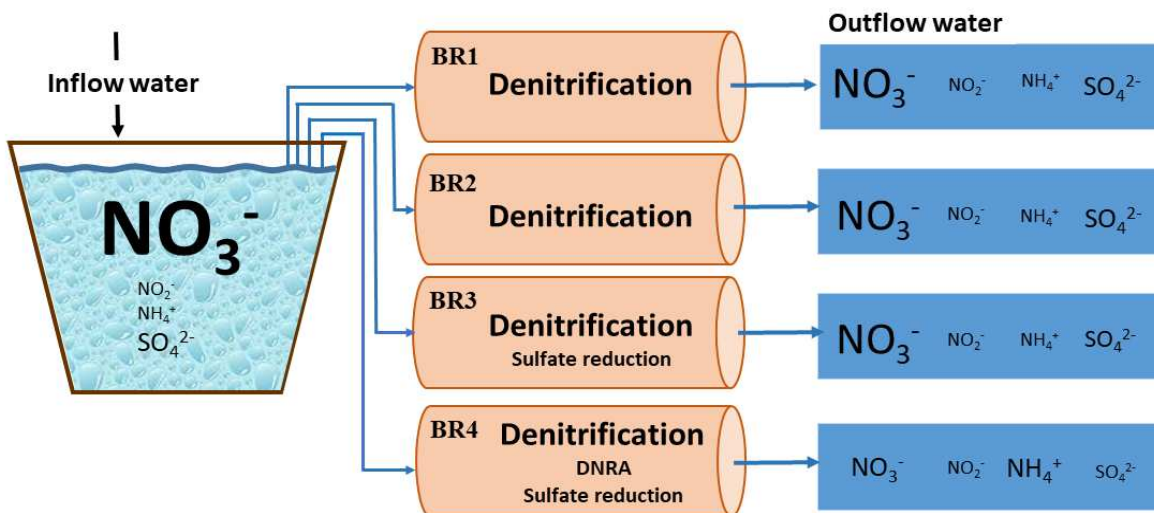 Inflow water
NO₃⁻
NO₂⁻
NH₄⁺
SO₄²⁻
BR1
Denitrification
BR2
Denitrification
BR3
Denitrification
Sulfate reduction
BR4
Denitrification
DNRA
Sulfate reduction
Outflow water
NO₃⁻ NO₂⁻ NH₄⁺ SO₄²⁻
NO₃⁻ NO₂⁻ NH₄⁺ SO₄²⁻
NO₃⁻ NO₂⁻ NH₄⁺ SO₄²⁻
NO₃⁻ NO₂⁻ NH₄⁺ SO₄²⁻